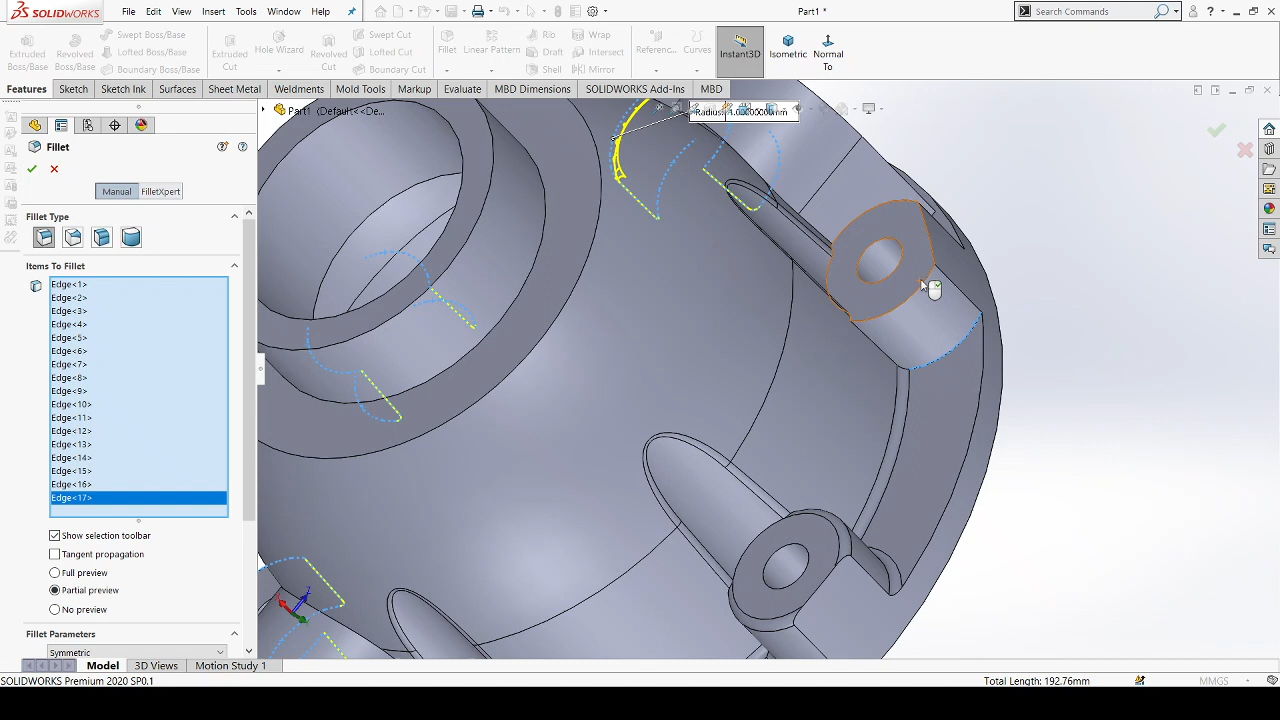 SOLIDWORKS File Edit View Insert Tools Window Help Part1 * Search Commands
Extruded Boss/Base
Revolved Boss/Base
Swept Boss/Base
Lofted Boss/Base
Boundary Boss/Base
Extruded Cut
Hole Wizard
Revolved Cut
Swept Cut
Lofted Cut
Boundary Cut
Fillet
Linear Pattern
Rib
Draft
Shell
Wrap
Intersect
Mirror
Referenc...
Curves
Instant3D
Isometric
Normal To
Features Sketch Sketch Ink Surfaces Sheet Metal Weldments Mold Tools Markup Evaluate MBD Dimensions SOLIDWORKS Add-Ins MBD
Part1 (Default<<De...
Radius:
Fillet
Manual FilletXpert
Fillet Type
Items To Fillet
Edge<1>
Edge<2>
Edge<3>
Edge<4>
Edge<5>
Edge<6>
Edge<7>
Edge<8>
Edge<9>
Edge<10>
Edge<11>
Edge<12>
Edge<13>
Edge<14>
Edge<15>
Edge<16>
Edge<17>
Show selection toolbar
Tangent propagation
Full preview
Partial preview
No preview
Fillet Parameters
Symmetric
Model 3D Views Motion Study 1
SOLIDWORKS Premium 2020 SP0.1 Total Length: 192.76mm MMGS